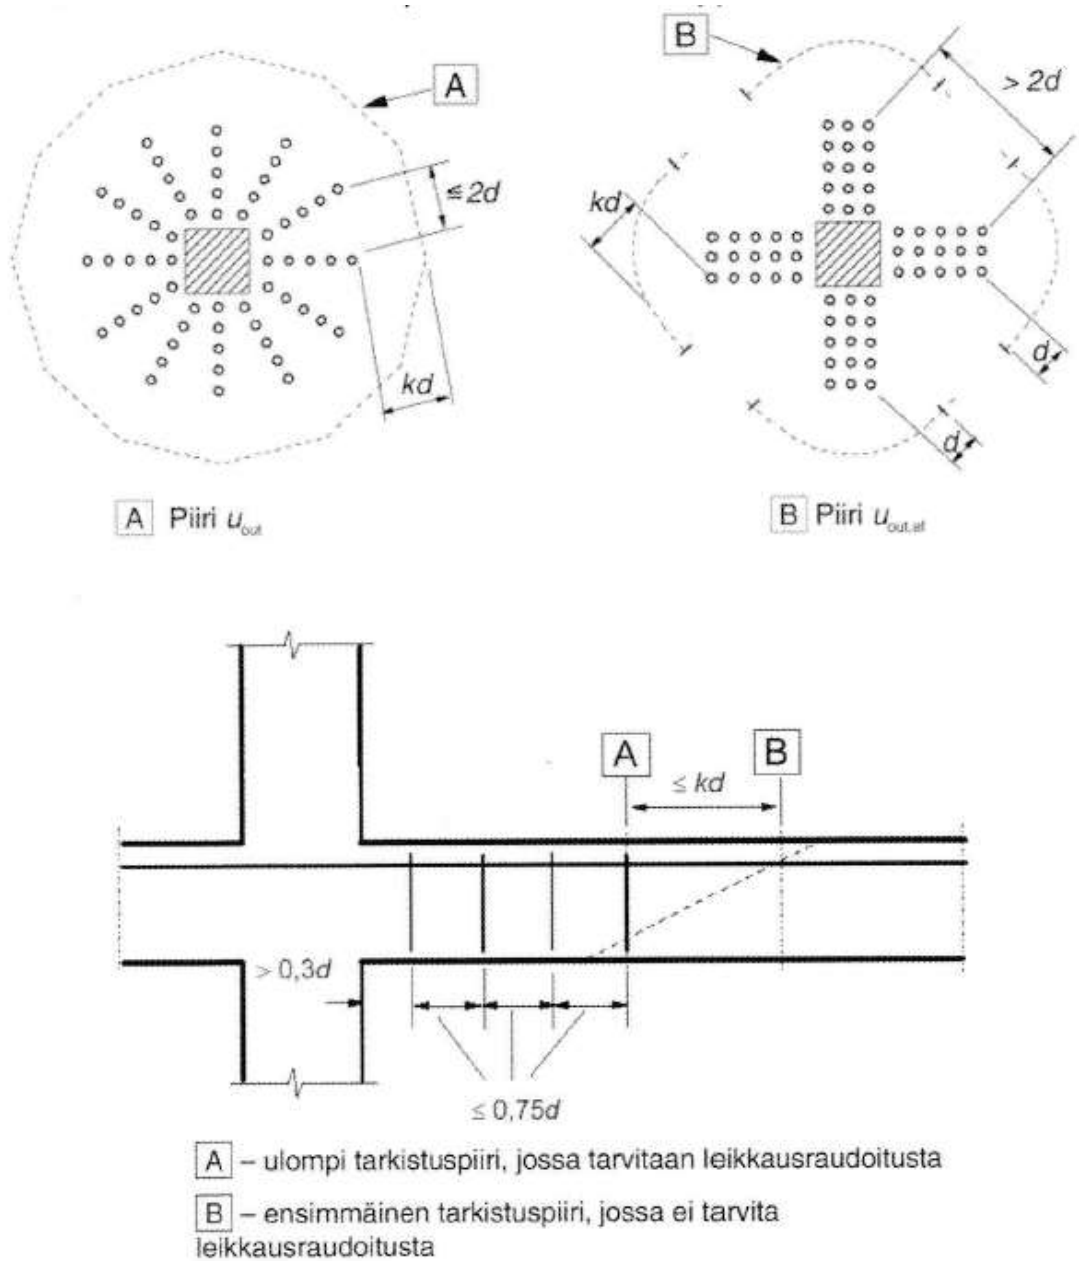 B
A
> 2d
≦ 2d
kd
kd
d
d
A Piiri u_out
B Piiri u_out,ef
A
B
≤ kd
> 0,3d
≤ 0,75d
A – ulompi tarkistuspiiri, jossa tarvitaan leikkausraudoitusta
B – ensimmäinen tarkistuspiiri, jossa ei tarvita
leikkausraudoitusta